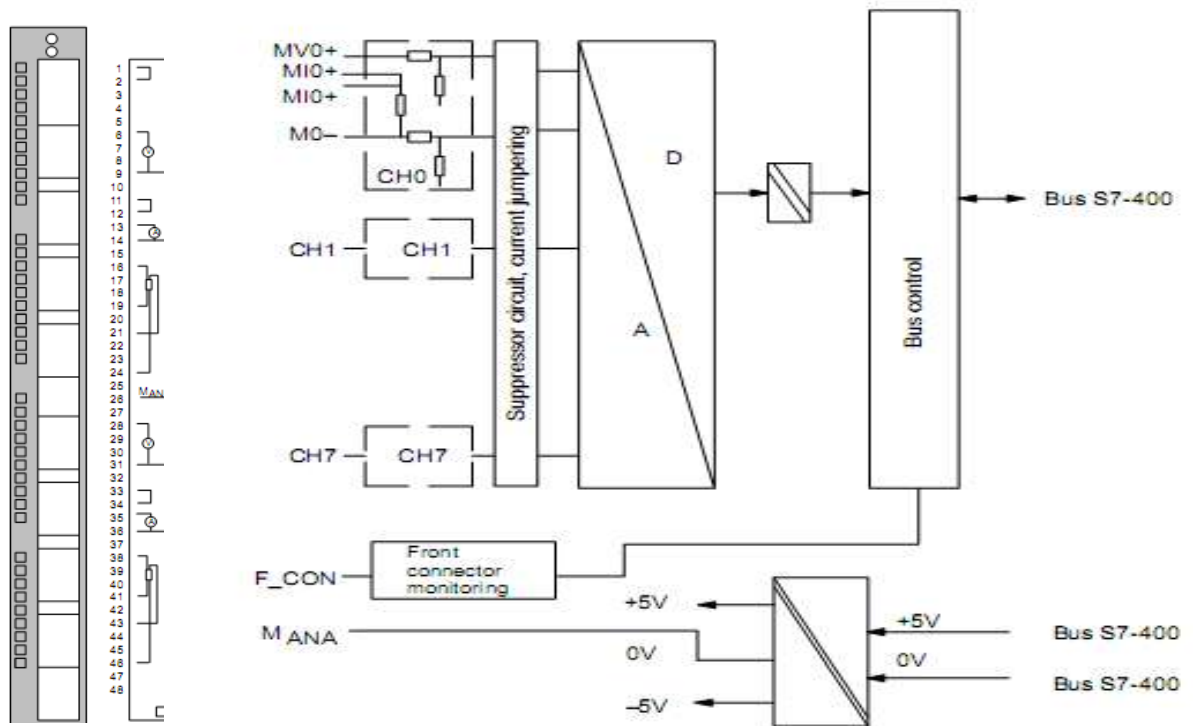 1
2
3
4
5
6
7
8
9
10
11
12
13
14
15
16
17
18
19
20
21
22
23
24
25
26
27
28
29
30
31
32
33
34
35
36
37
38
39
40
41
42
43
44
45
46
47
48
V
A
MANA
V
A
MV0+
MI0+
MI0+
M0−
CH0
CH1
CH1
CH7
CH7
Suppressor circuit, current jumpering
D
A
Bus control
Bus S7-400
F_CON
Front
connector
monitoring
M ANA
+5V
0V
−5V
+5V
0V
Bus S7-400
Bus S7-400